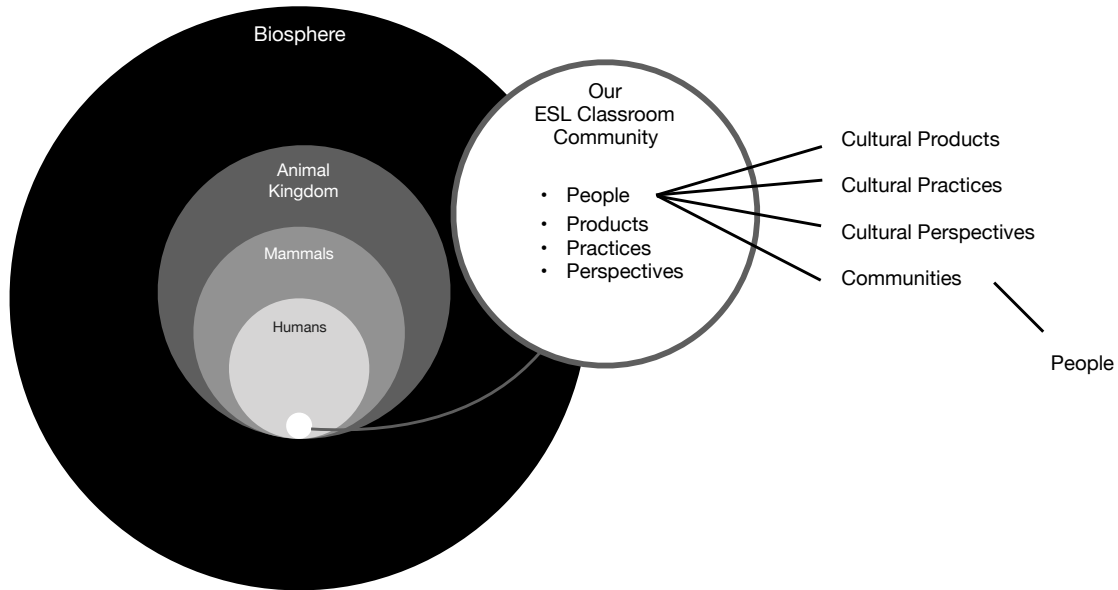 Biosphere
Animal
Kingdom
Mammals
Humans
Our
ESL Classroom
Community
• People
• Products
• Practices
• Perspectives
Cultural Products
Cultural Practices
Cultural Perspectives
Communities
People